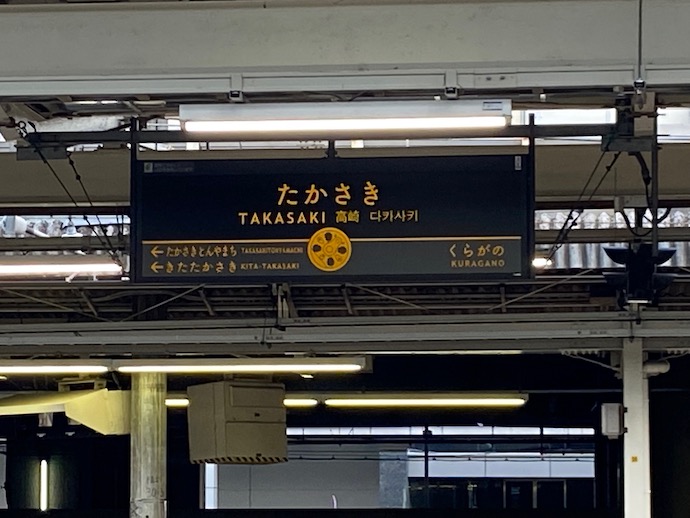 たかさき
TAKASAKI 高崎 다카사키
←たかさきとんやまち TAKASAKITONYAMACHI
←きたたかさき KITA-TAKASAKI
くらがの
KURAGANO